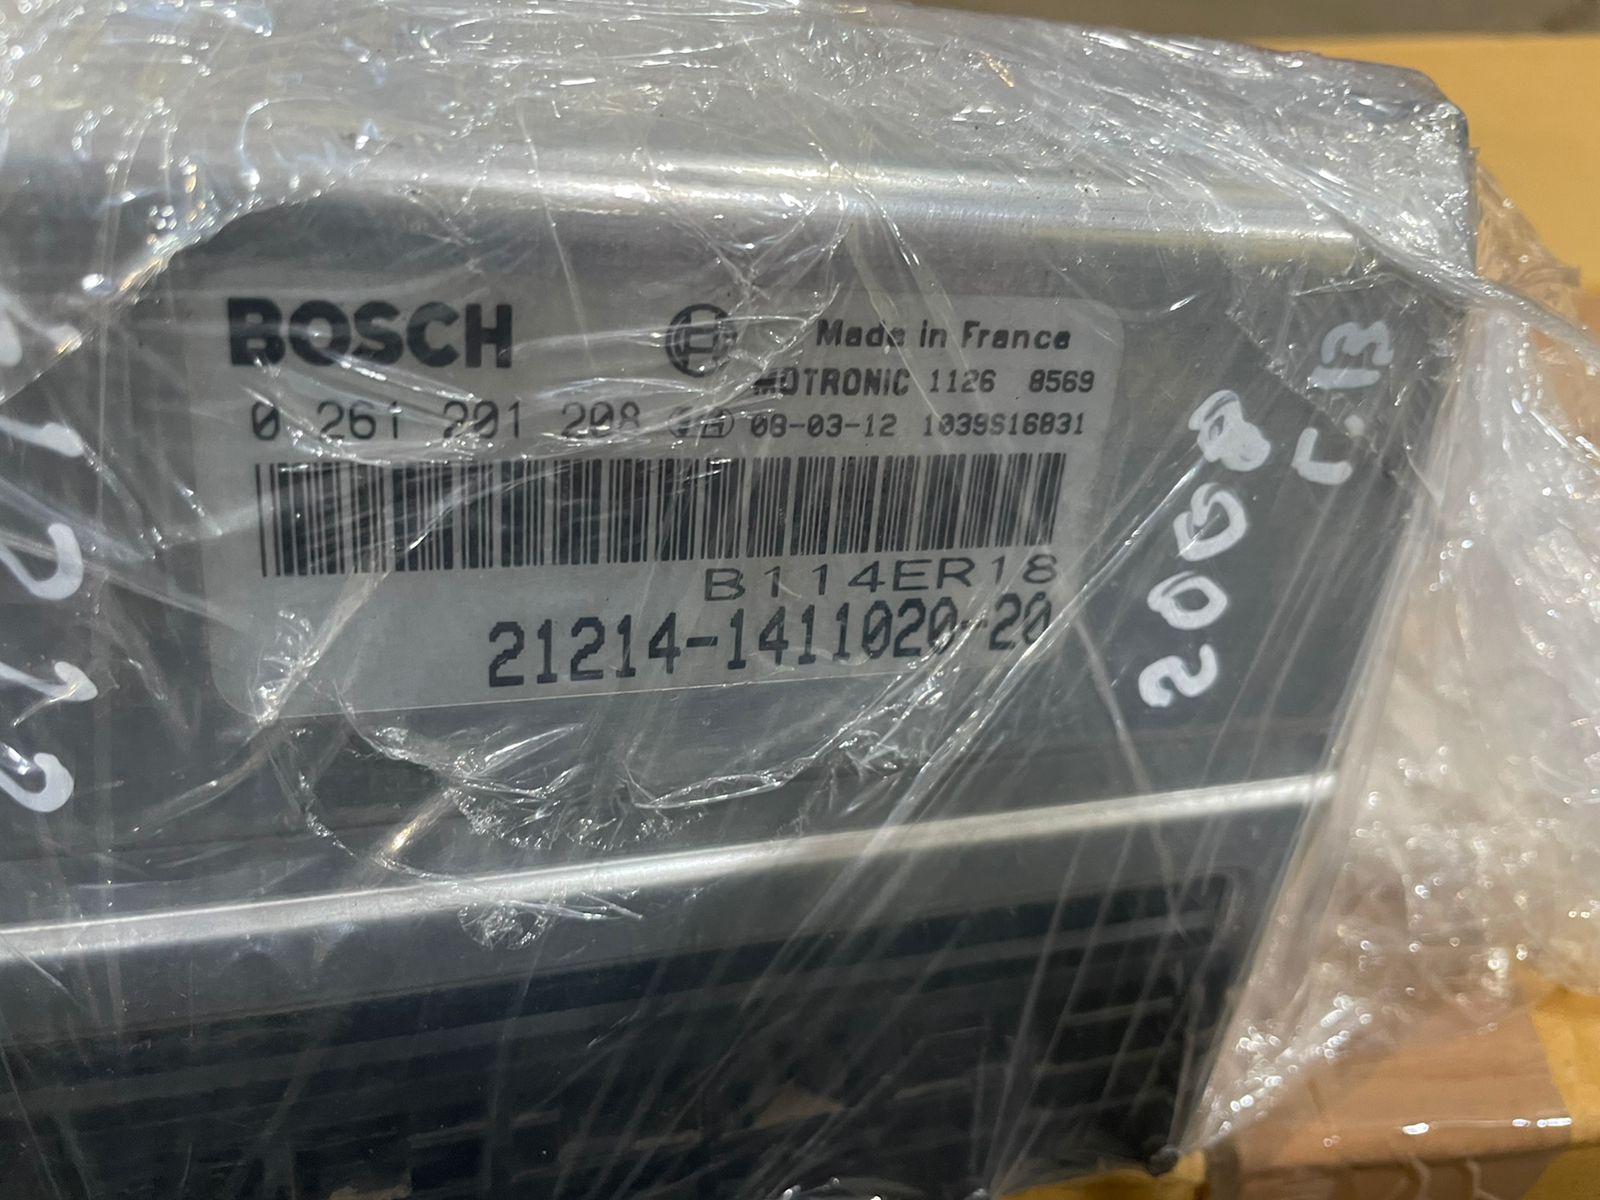 BOSCH
Made in France
MOTRONIC 1126 8569
0 261 201 208
08-03-12 1039S16831
B114ER18
21214-1411020-20
2008